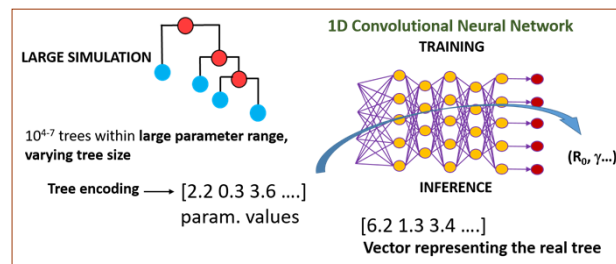 1D Convolutional Neural Network
TRAINING
LARGE SIMULATION
10⁴⁻⁷ trees within large parameter range,
varying tree size
Tree encoding
[2.2 0.3 3.6 ....]
param. values
(R₀, γ...)
INFERENCE
[6.2 1.3 3.4 ....]
Vector representing the real tree